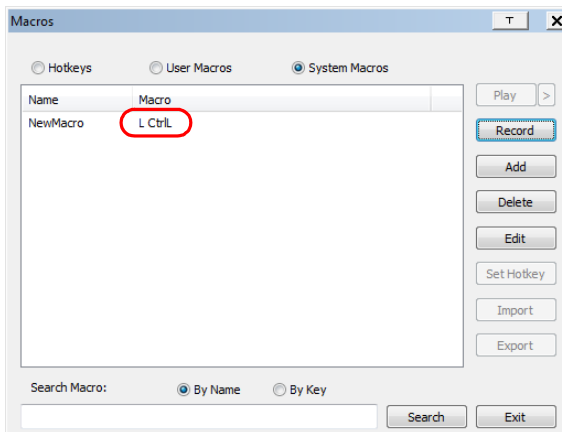 Macros
Hotkeys User Macros System Macros
Name Macro
NewMacro L CtrlL
Play >
Record
Add
Delete
Edit
Set Hotkey
Import
Export
Search Macro: By Name By Key
Search Exit